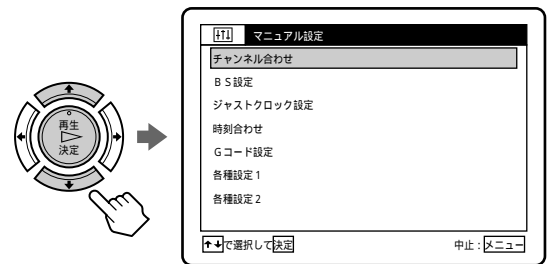 再生
決定
マニュアル設定
チャンネル合わせ
BS設定
ジャストクロック設定
時刻合わせ
Gコード設定
各種設定1
各種設定2
で選択して決定
中止:メニュー